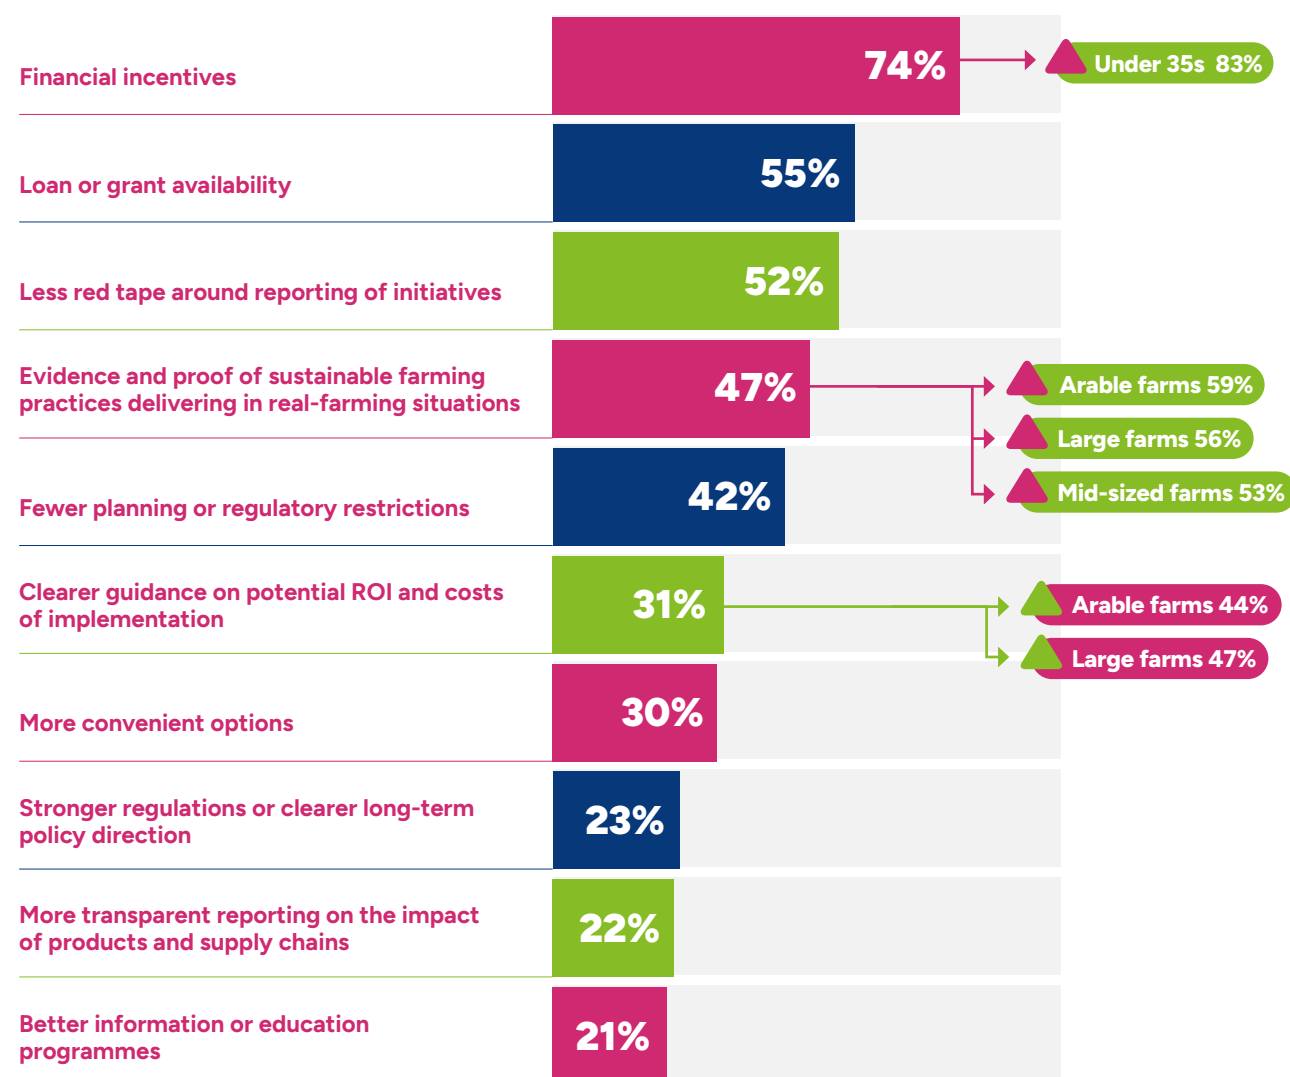 Financial incentives
74%
Under 35s 83%
Loan or grant availability
55%
Less red tape around reporting of initiatives
52%
Evidence and proof of sustainable farming
practices delivering in real-farming situations
47%
Arable farms 59%
Large farms 56%
Mid-sized farms 53%
Fewer planning or regulatory restrictions
42%
Clearer guidance on potential ROI and costs
of implementation
31%
Arable farms 44%
Large farms 47%
More convenient options
30%
Stronger regulations or clearer long-term
policy direction
23%
More transparent reporting on the impact
of products and supply chains
22%
Better information or education
programmes
21%